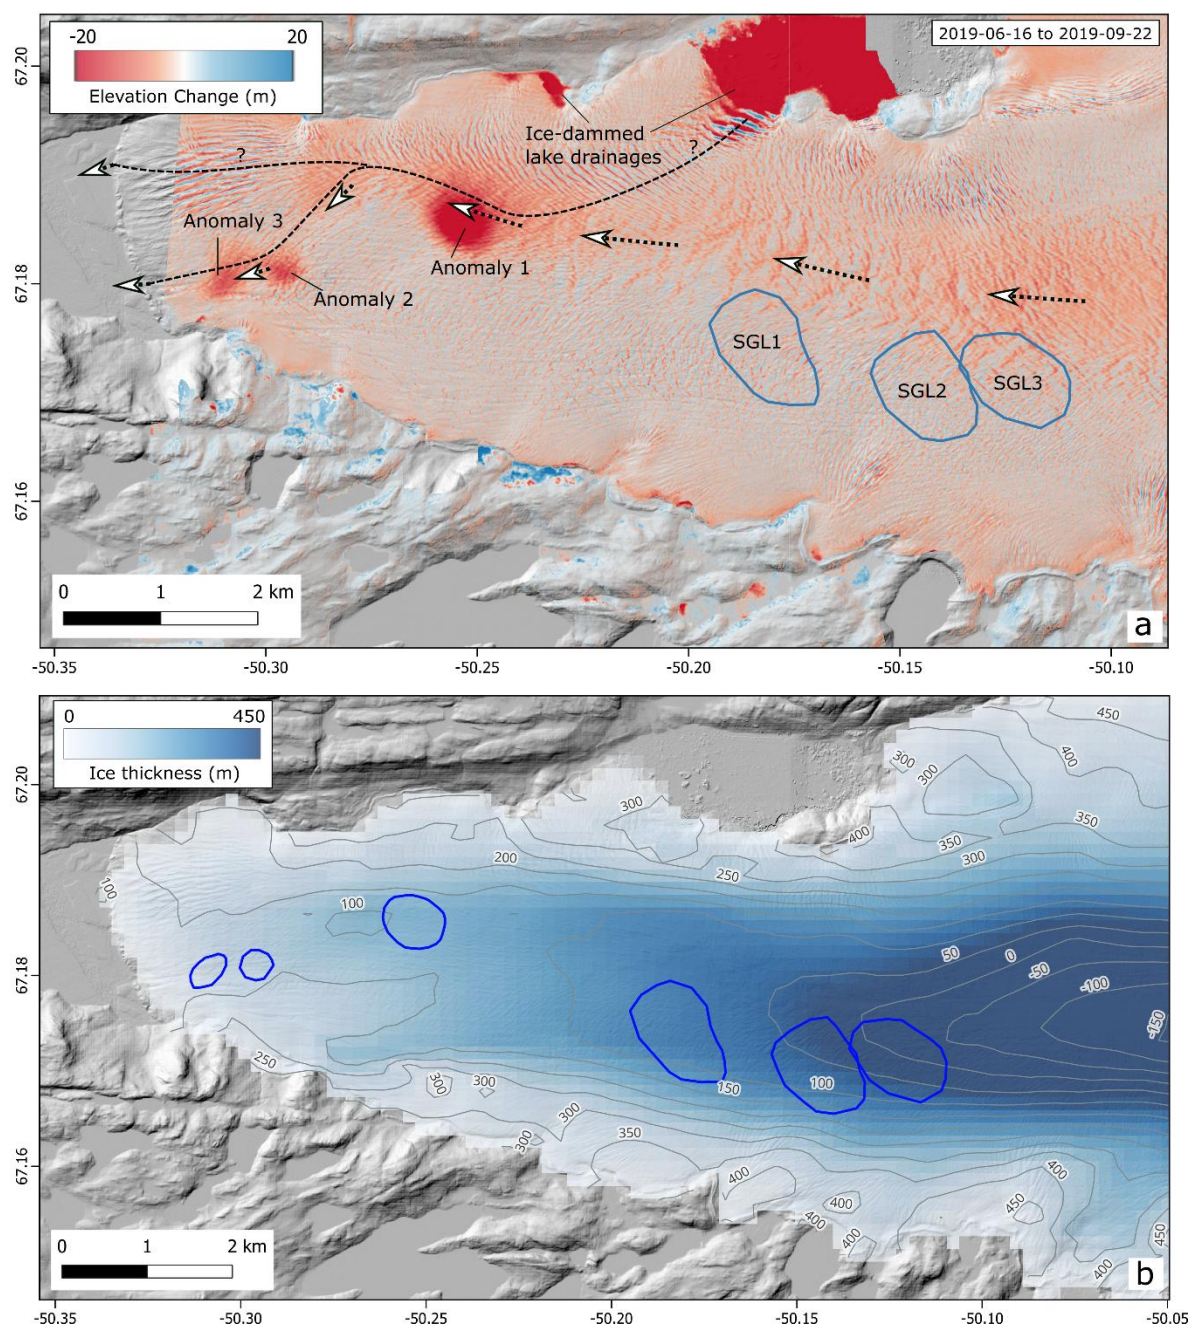 -20 20
Elevation Change (m)
2019-06-16 to 2019-09-22
67.20
67.18
67.16
Ice-dammed
lake drainages
?
?
Anomaly 3
Anomaly 1
Anomaly 2
SGL1
SGL2
SGL3
0 1 2 km
a
-50.35 -50.30 -50.25 -50.20 -50.15 -50.10
0 450
Ice thickness (m)
67.20
67.18
67.16
450
400
300
300
300
400
350
350
300
250
200
100
100
50
0
-50
-100
-150
250
300
300
300
300
350
150
100
400
400
400
400
450
400
450
400
0 1 2 km
b
-50.35 -50.30 -50.25 -50.20 -50.15 -50.10 -50.05